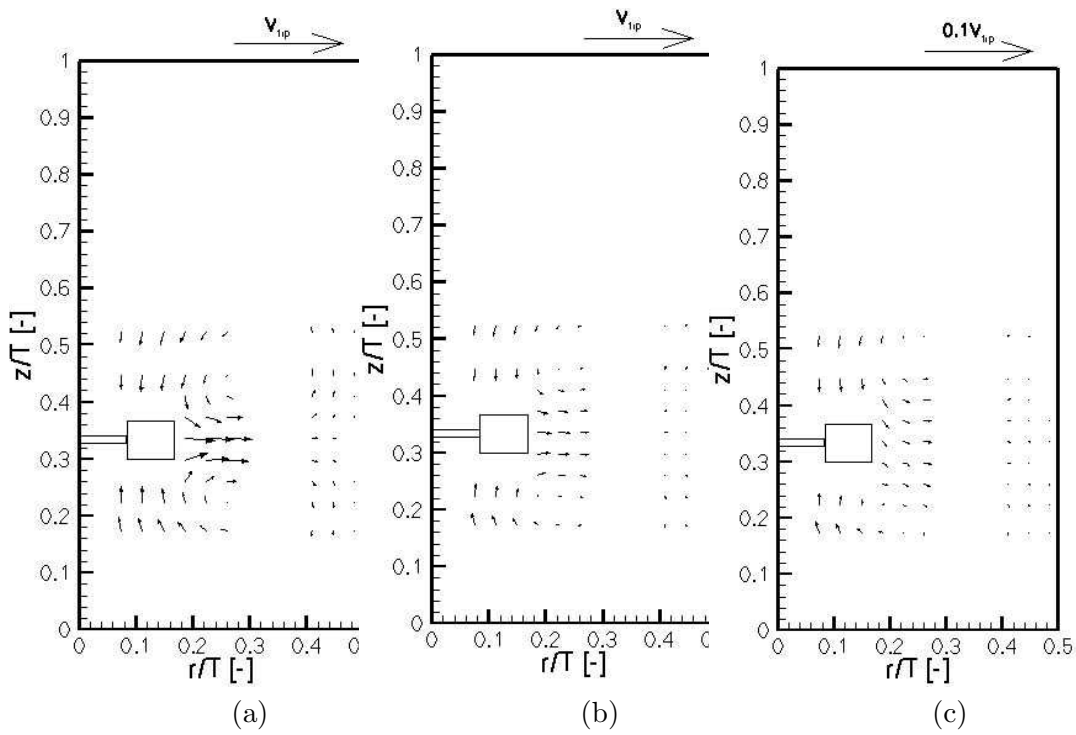 V_tip V_tip 0.1V_tip
1 1 1
0.9 0.9 0.9
0.8 0.8 0.8
0.7 0.7 0.7
0.6 0.6 0.6
z/T [-] z/T [-] z/T [-]
0.5 0.5 0.5
0.4 0.4 0.4
0.3 0.3 0.3
0.2 0.2 0.2
0.1 0.1 0.1
0 0 0
0 0.1 0.2 0.3 0.4 0 0 0.1 0.2 0.3 0.4 0 0 0.1 0.2 0.3 0.4 0.5
r/T [-] r/T [-] r/T [-]
(a) (b) (c)